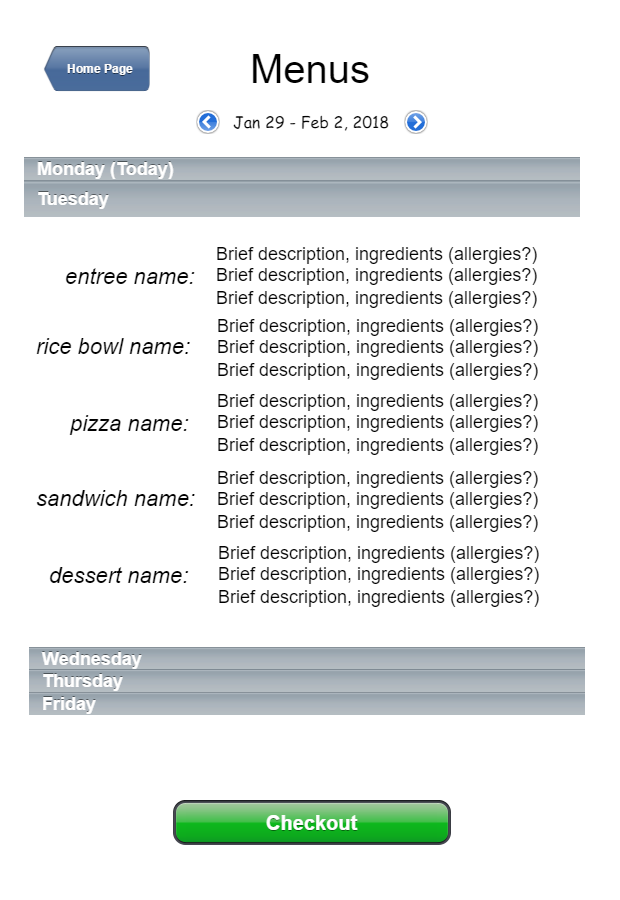 Home Page
Menus
Jan 29 - Feb 2, 2018
Monday (Today)
Tuesday
entree name:
Brief description, ingredients (allergies?)
Brief description, ingredients (allergies?)
Brief description, ingredients (allergies?)
rice bowl name:
Brief description, ingredients (allergies?)
Brief description, ingredients (allergies?)
Brief description, ingredients (allergies?)
pizza name:
Brief description, ingredients (allergies?)
Brief description, ingredients (allergies?)
Brief description, ingredients (allergies?)
sandwich name:
Brief description, ingredients (allergies?)
Brief description, ingredients (allergies?)
Brief description, ingredients (allergies?)
dessert name:
Brief description, ingredients (allergies?)
Brief description, ingredients (allergies?)
Brief description, ingredients (allergies?)
Wednesday
Thursday
Friday
Checkout